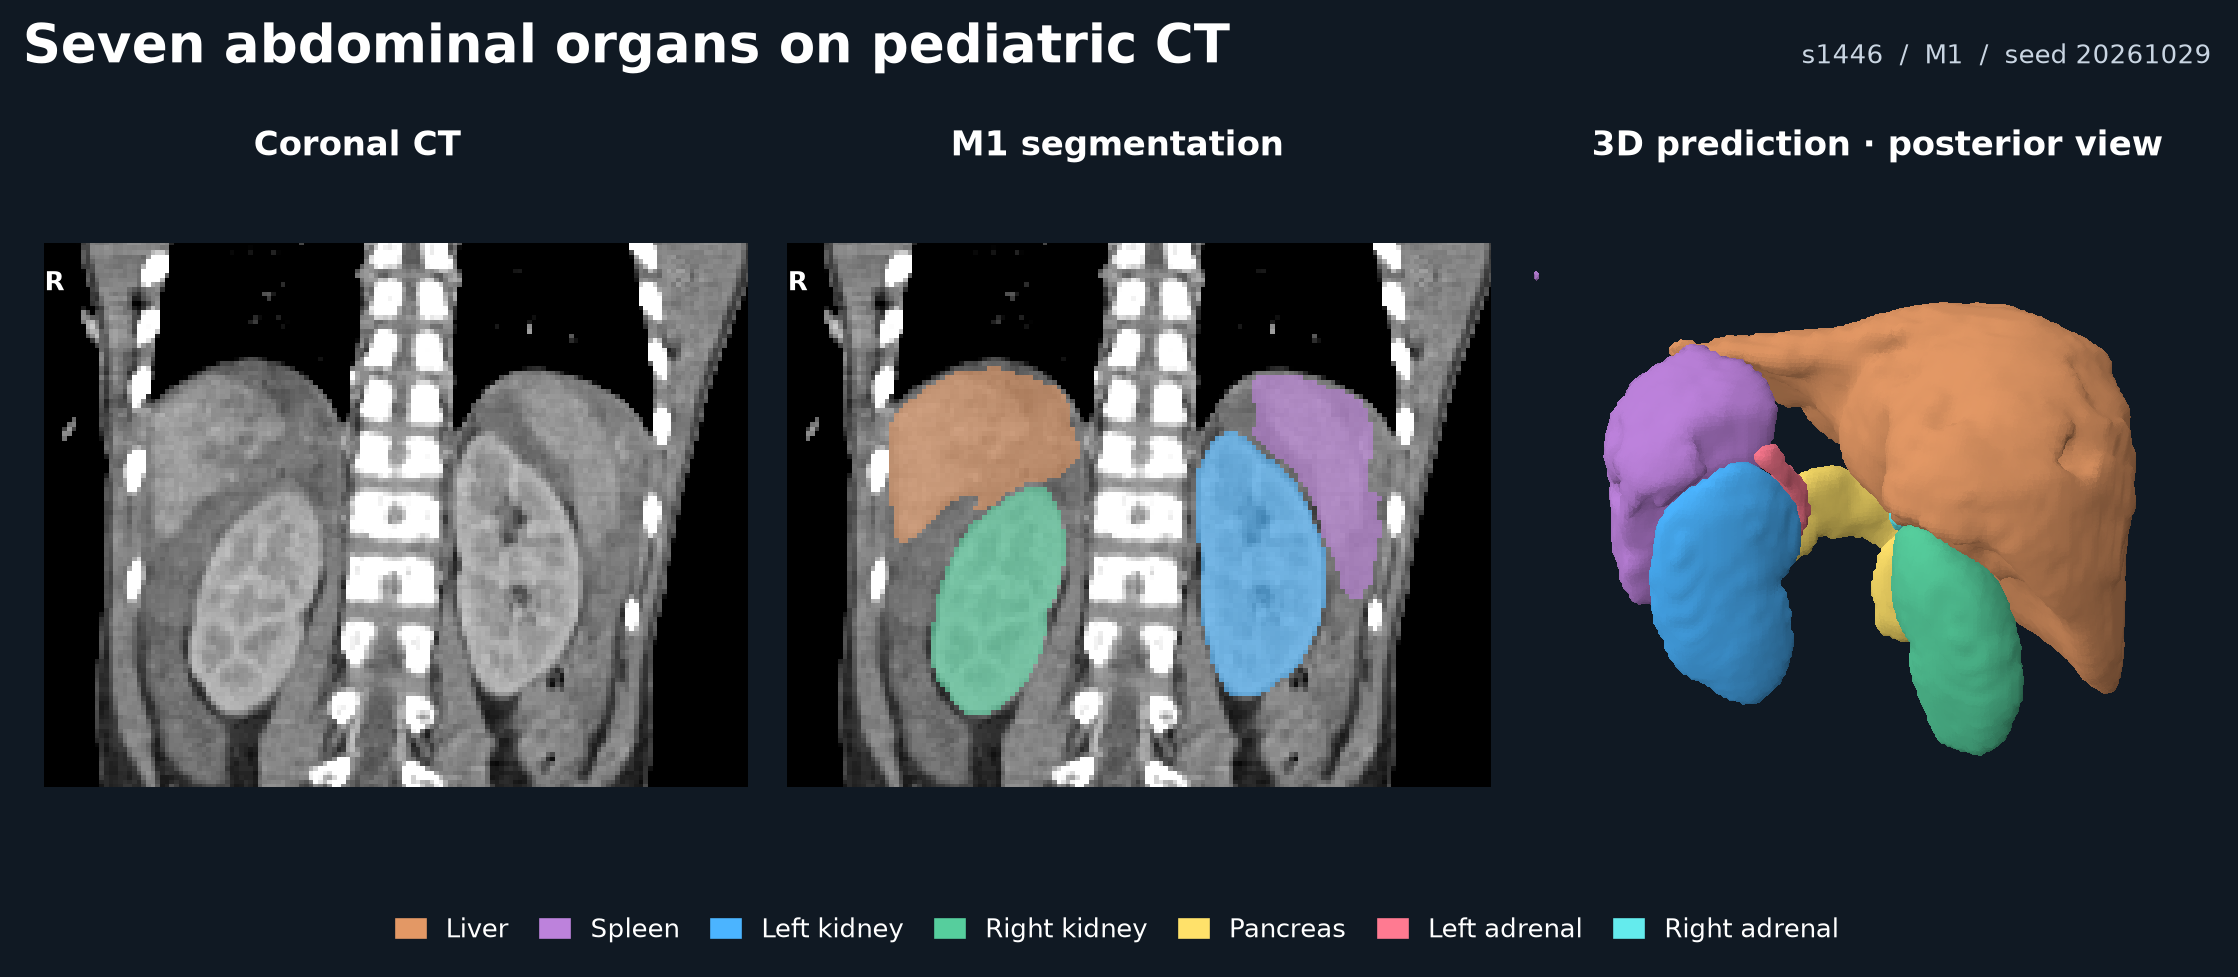 Seven abdominal organs on pediatric CT
s1446 / M1 / seed 20261029
Coronal CT
M1 segmentation
3D prediction · posterior view
R
R
Liver
Spleen
Left kidney
Right kidney
Pancreas
Left adrenal
Right adrenal